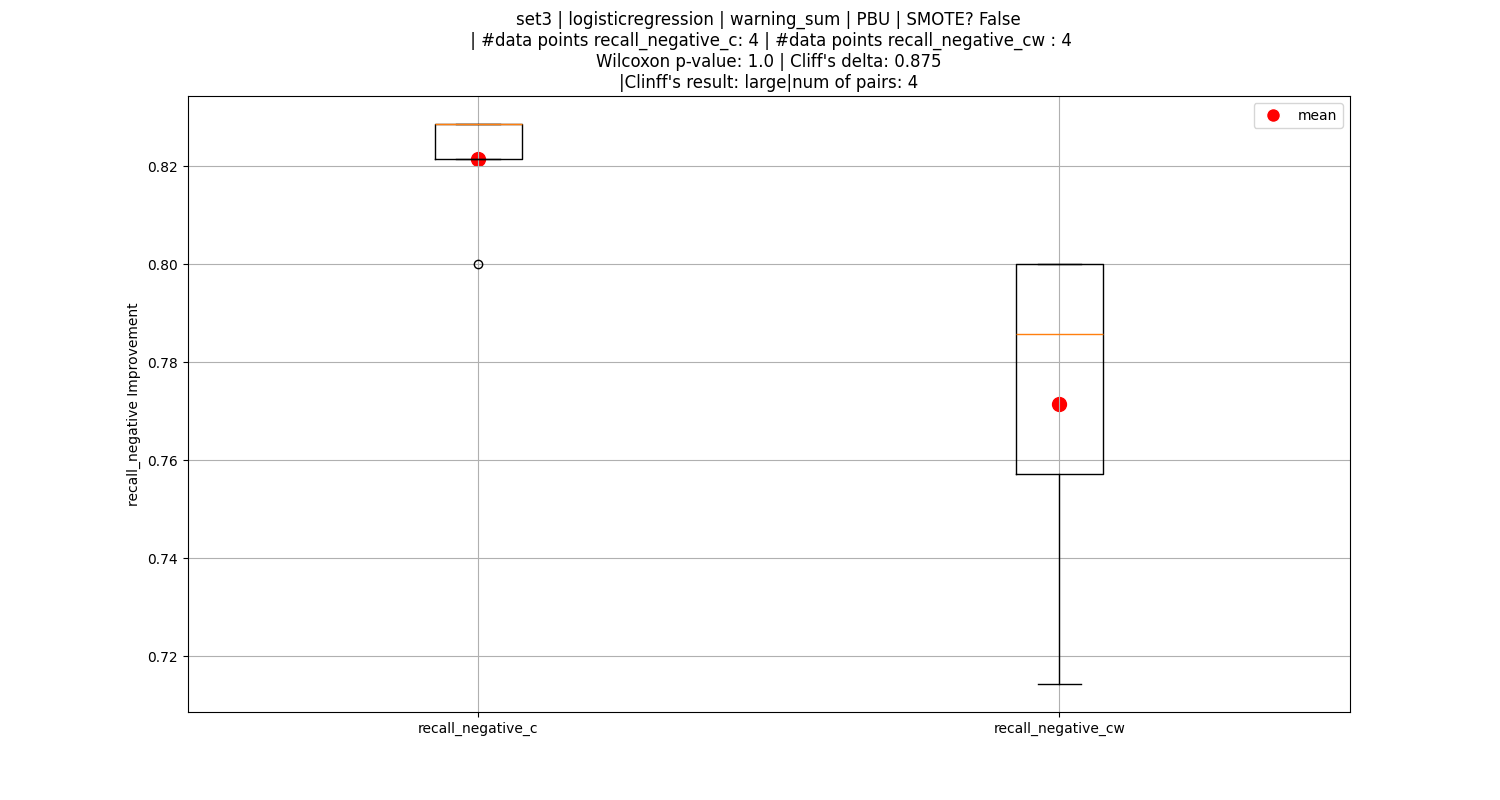 set3 | logisticregression | warning_sum | PBU | SMOTE? False
| #data points recall_negative_c: 4 | #data points recall_negative_cw : 4
Wilcoxon p-value: 1.0 | Cliff's delta: 0.875
|Clinff's result: large|num of pairs: 4
mean
0.82
0.80
0.78
0.76
0.74
0.72
recall_negative Improvement
recall_negative_c
recall_negative_cw